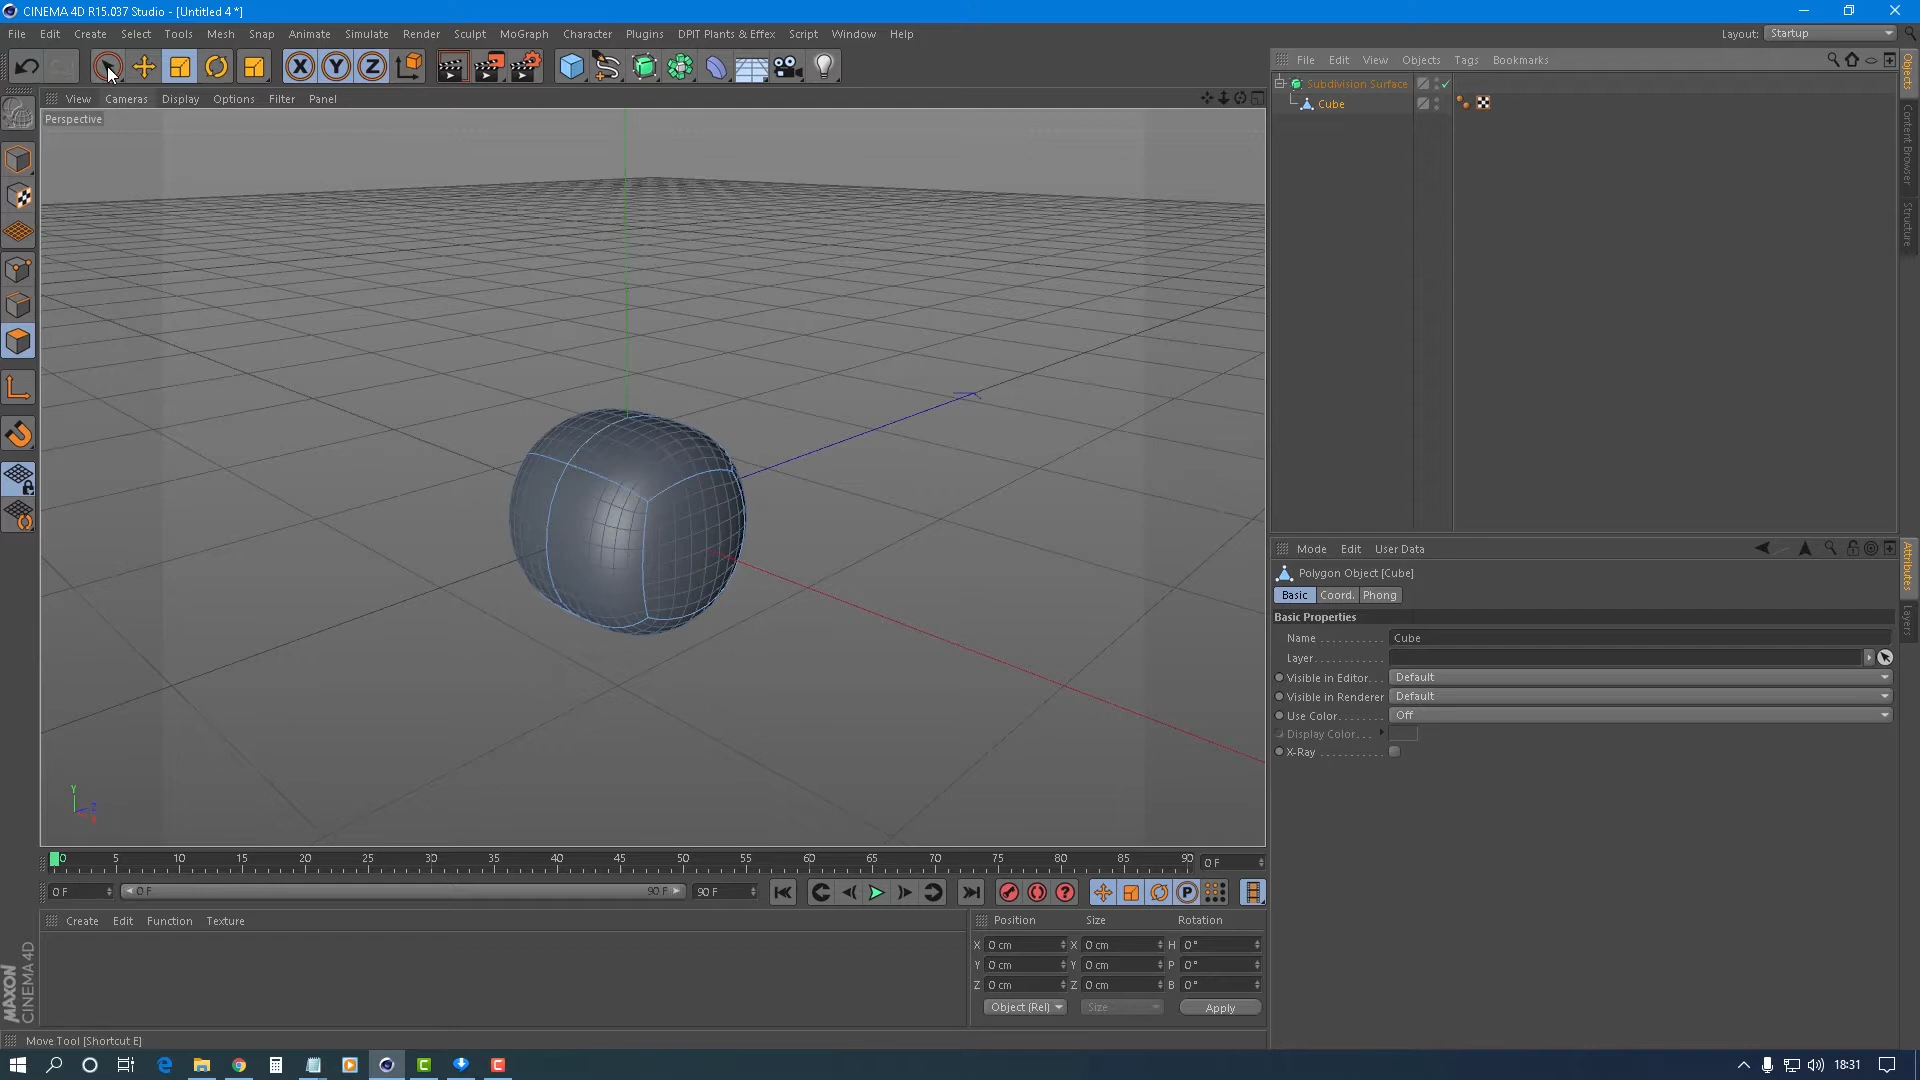 CINEMA 4D R15.037 Studio - [Untitled 4 *]
File Edit Create Select Tools Mesh Snap Animate Simulate Render Sculpt MoGraph Character Plugins DPIT Plants & Effex Script Window Help
Layout: Startup
X Y Z
File Edit View Objects Tags Bookmarks
Objects
Content Browser
Structure
View Cameras Display Options Filter Panel
Subdivision Surface
Cube
Perspective
Y
Z
X
Mode Edit User Data
Attributes
Layers
Polygon Object [Cube]
Basic Coord. Phong
Basic Properties
Name . . . . . . . . . . . . Cube
Layer. . . . . . . . . . . .
Visible in Editor. . . Default
Visible in Renderer Default
Use Color. . . . . . . . Off
Display Color. . .
X-Ray . . . . . . . . . . .
0 5 10 15 20 25 30 35 40 45 50 55 60 65 70 75 80 85 90 0 F
0 F 0 F 90 F 90 F ? P
Create Edit Function Texture
Position Size Rotation
X 0 cm X 0 cm H 0 °
Y 0 cm Y 0 cm P 0 °
Z 0 cm Z 0 cm B 0 °
Object (Rel) Size Apply
MAXON
CINEMA 4D
Move Tool [Shortcut E]
18:31